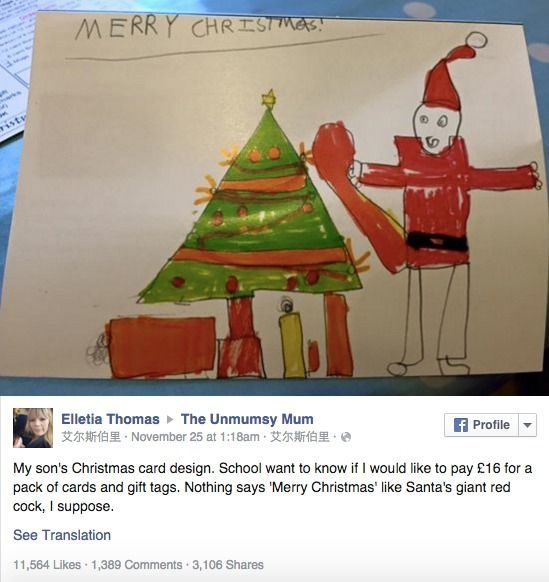 MERRY CHRISTMAS!
Elletia Thomas ▸ The Unmumsy Mum
艾尔斯伯里 · November 25 at 1:18am · 艾尔斯伯里 ·
Profile
My son's Christmas card design. School want to know if I would like to pay £16 for a
pack of cards and gift tags. Nothing says 'Merry Christmas' like Santa's giant red
cock, I suppose.
See Translation
11,564 Likes · 1,389 Comments · 3,106 Shares